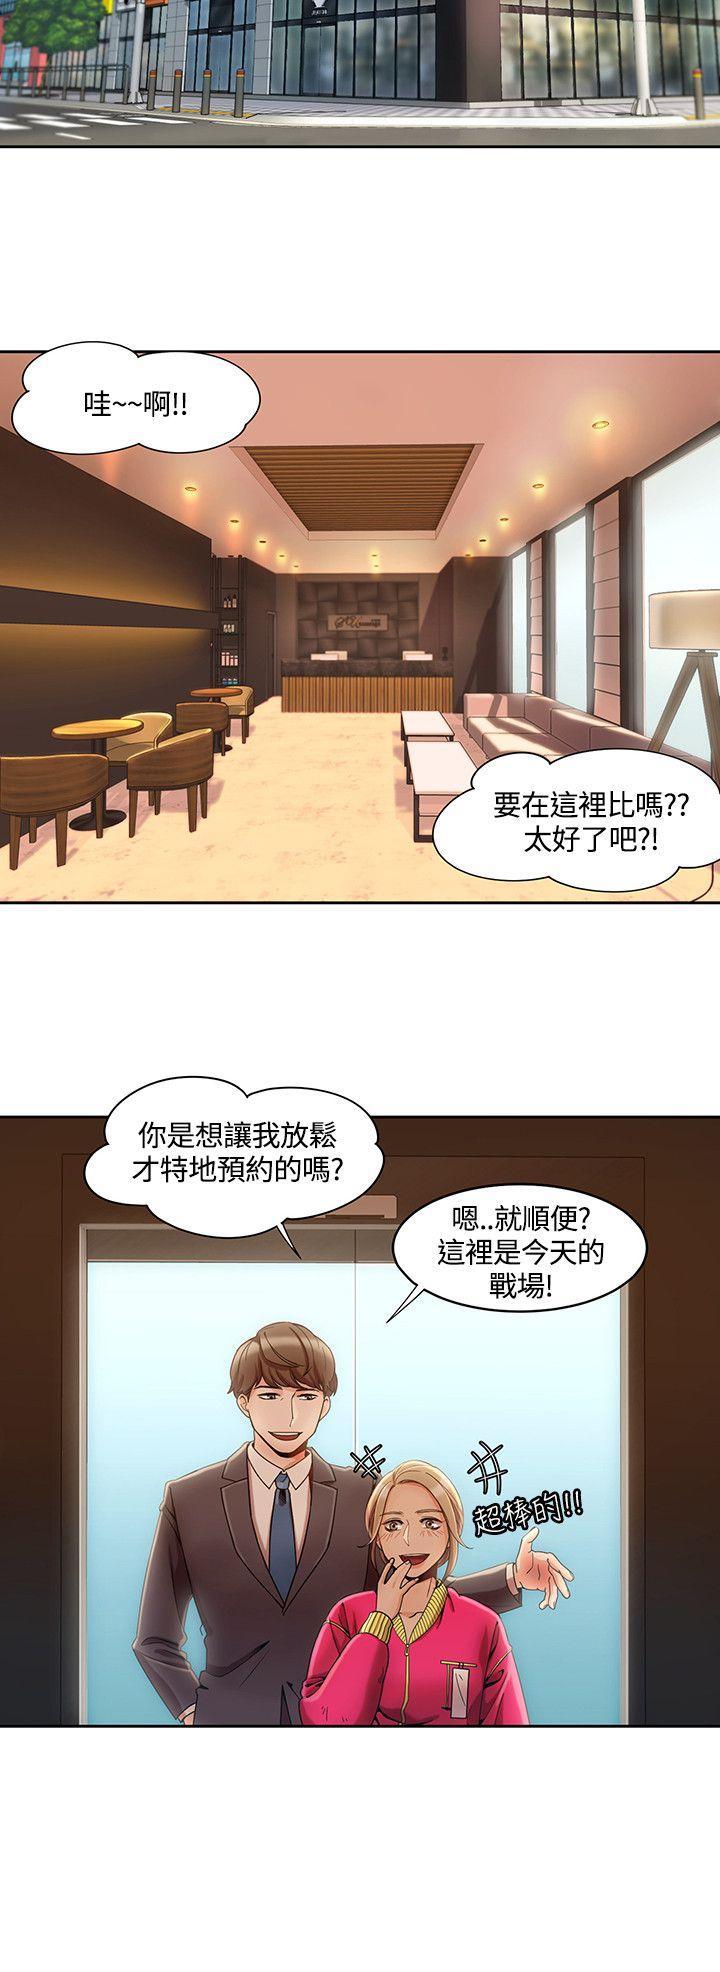 哇~~啊!!
要在這裡比嗎??
太好了吧?!
你是想讓我放鬆
才特地預約的嗎?
嗯..就順便?
這裡是今天的
戰場!
超棒的!!